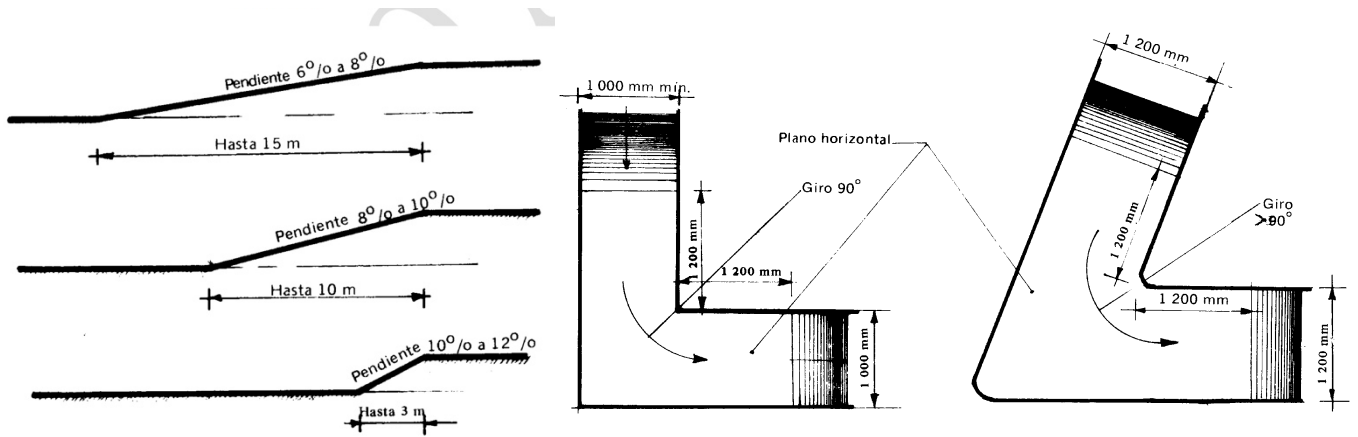 Pendiente 6°/o a 8°/o
Hasta 15 m
Pendiente 8°/o a 10°/o
Hasta 10 m
Pendiente 10°/o a 12°/o
Hasta 3 m
1 000 mm mín.
Plano horizontal
Giro 90°
1 200 mm
1 200 mm
1 000 mm
1 200 mm
1 200 mm
Giro
>90°
1 200 mm
1 200 mm